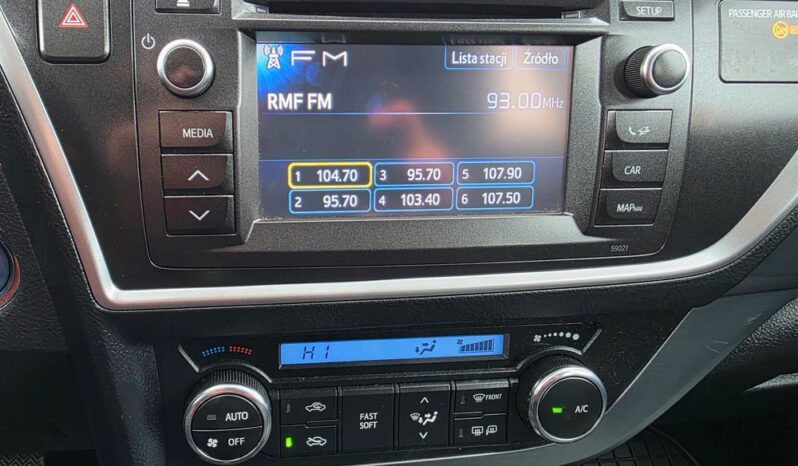 SETUP
PASSENGER AIR BAG
FM
Lista stacji
Źródło
RMF FM
93.00MHz
MEDIA
CAR
MAPNAV
1 104.70
3 95.70
5 107.90
2 95.70
4 103.40
6 107.50
59021
HI
AUTO
OFF
FAST
SOFT
FRONT
A/C